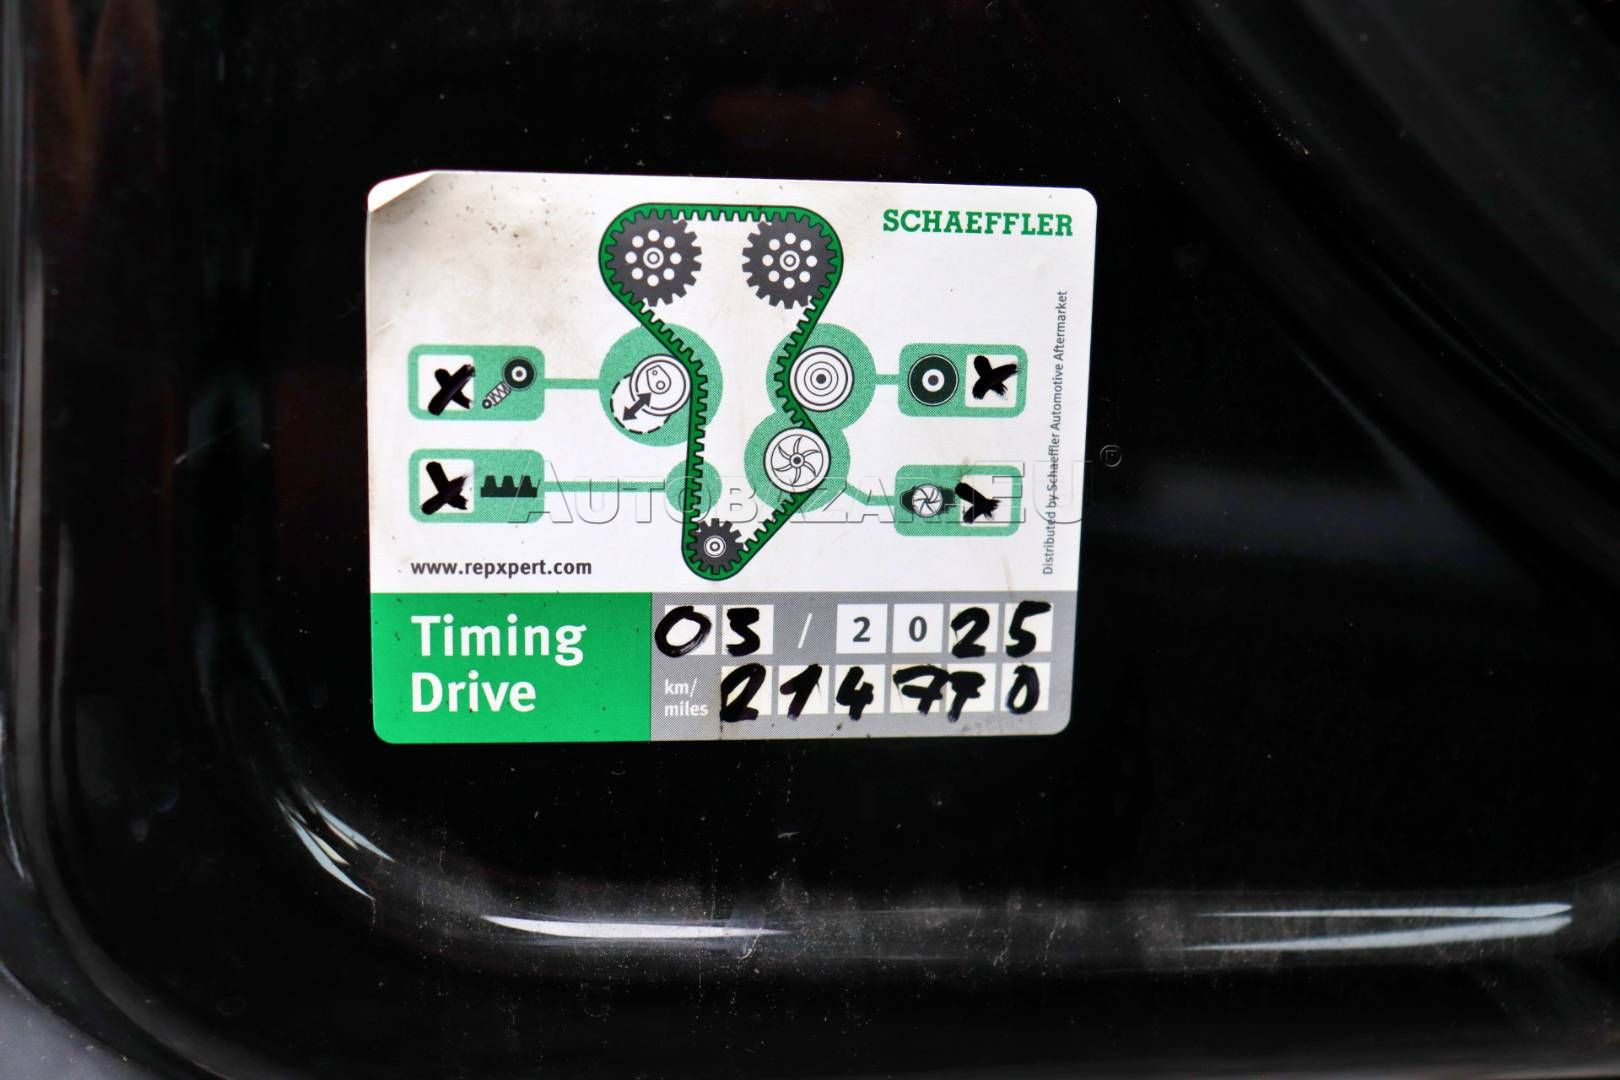 SCHAEFFLER
Distributed by Schaeffler Automotive Aftermarket
AUTOBAZAR.EU®
www.repxpert.com
Timing
Drive
03 / 2025
km/
miles
214770